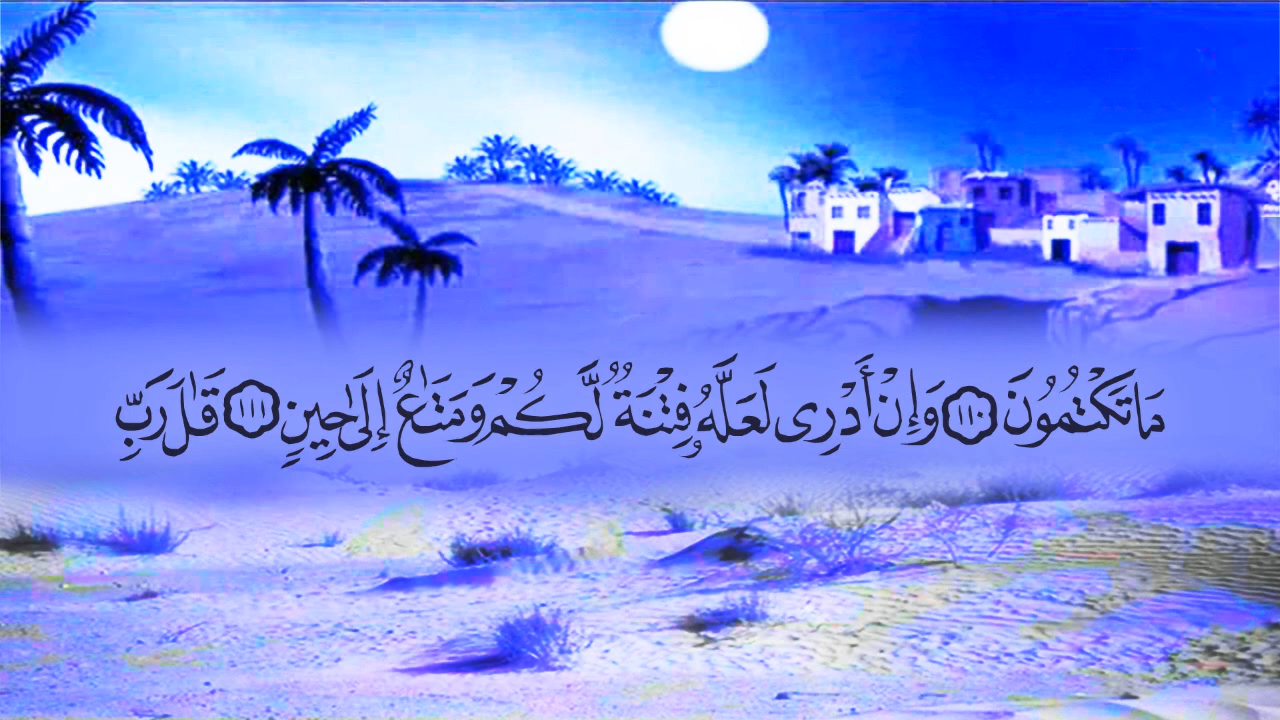 مَا تَكْتُمُونَ ١١٠ وَإِنْ أَدْرِى لَعَلَّهُۥ فِتْنَةٌ لَّكُمْ وَمَتَٰعٌ إِلَىٰ حِينٍ ١١١ قَٰلَ رَبِّ